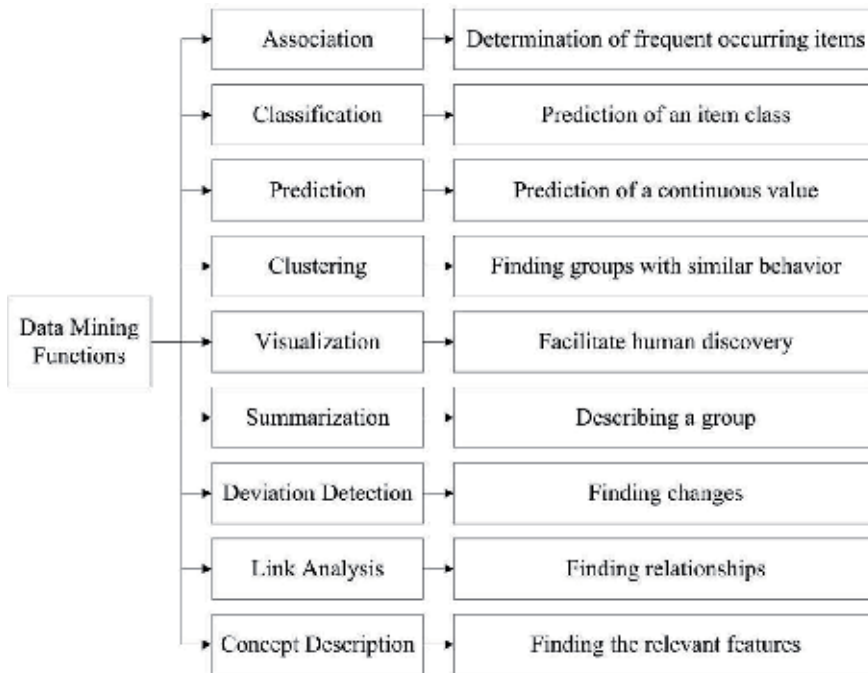 Association
Determination of frequent occurring items
Classification
Prediction of an item class
Prediction
Prediction of a continuous value
Clustering
Finding groups with similar behavior
Data Mining
Functions
Visualization
Facilitate human discovery
Summarization
Describing a group
Deviation Detection
Finding changes
Link Analysis
Finding relationships
Concept Description
Finding the relevant features